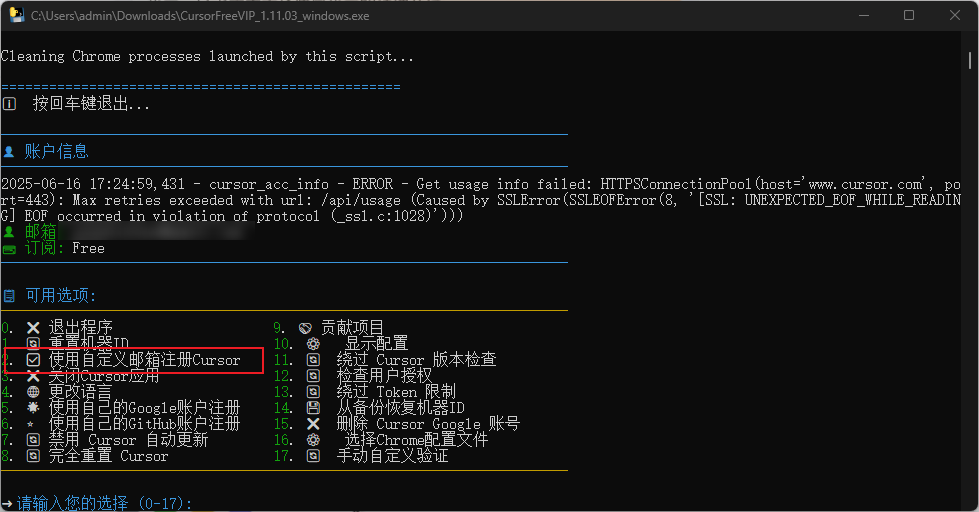 C:\Users\admin\Downloads\CursorFreeVIP_1.11.03_windows.exe
Cleaning Chrome processes launched by this script...
==================================================
按回车键退出...
账户信息
2025-06-16 17:24:59,431 - cursor_acc_info - ERROR - Get usage info failed: HTTPSConnectionPool(host='www.cursor.com', po
rt=443): Max retries exceeded with url: /api/usage (Caused by SSLError(SSLEOFError(8, '[SSL: UNEXPECTED_EOF_WHILE_READIN
G] EOF occurred in violation of protocol (_ssl.c:1028)')))
邮箱
订阅: Free
可用选项:
0. 退出程序 9. 贡献项目
1. 重置机器ID 10. 显示配置
2. 使用自定义邮箱注册Cursor 11. 绕过 Cursor 版本检查
3. 关闭Cursor应用 12. 检查用户授权
4. 更改语言 13. 绕过 Token 限制
5. 使用自己的Google账户注册 14. 从备份恢复机器ID
6. 使用自己的GitHub账户注册 15. 删除 Cursor Google 账号
7. 禁用 Cursor 自动更新 16. 选择Chrome配置文件
8. 完全重置 Cursor 17. 手动自定义验证
→ 请输入您的选择 (0-17):